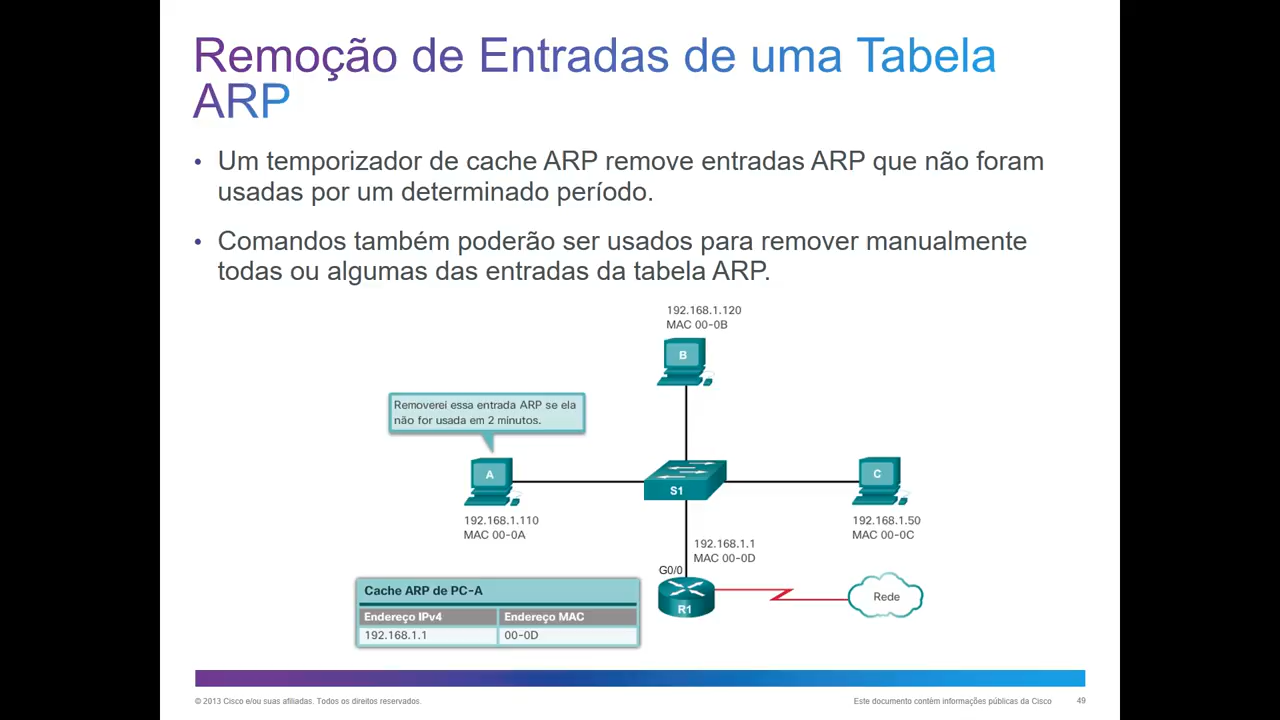 Remoção de Entradas de uma Tabela
ARP
• Um temporizador de cache ARP remove entradas ARP que não foram
usadas por um determinado período.
• Comandos também poderão ser usados para remover manualmente
todas ou algumas das entradas da tabela ARP.
192.168.1.120
MAC 00-0B
B
Removerei essa entrada ARP se ela
não for usada em 2 minutos.
A
S1
C
192.168.1.110
MAC 00-0A
192.168.1.50
MAC 00-0C
192.168.1.1
MAC 00-0D
G0/0
R1
Rede
Cache ARP de PC-A
Endereço IPv4 Endereço MAC
192.168.1.1 00-0D
© 2013 Cisco e/ou suas afiliadas. Todos os direitos reservados. Este documento contém informações públicas da Cisco 49